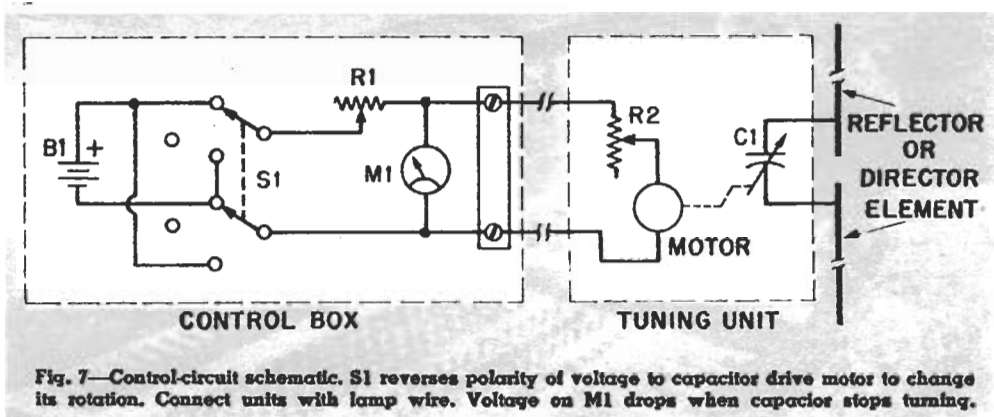 R1
B1 +
S1
M1
R2
C1
MOTOR
REFLECTOR
OR
DIRECTOR
ELEMENT
CONTROL BOX
TUNING UNIT
Fig. 7—Control-circuit schematic. S1 reverses polarity of voltage to capacitor drive motor to change
its rotation. Connect units with lamp wire. Voltage on M1 drops when capacior stops turning.